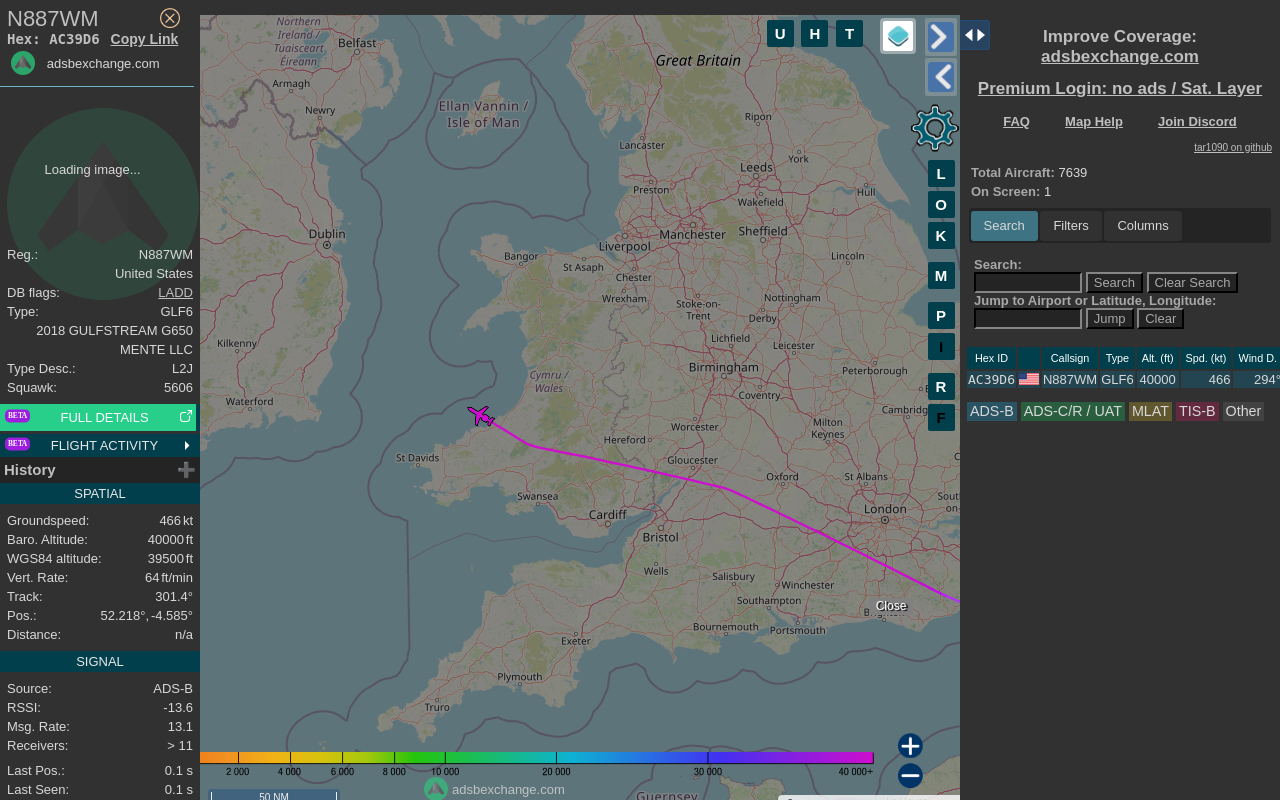 N887WM
Hex: AC39D6 Copy Link
adsbexchange.com
Loading image...
Reg.: N887WM
United States
DB flags: LADD
Type: GLF6
2018 GULFSTREAM G650
MENTE LLC
Type Desc.: L2J
Squawk: 5606
BETA FULL DETAILS
BETA FLIGHT ACTIVITY
History
SPATIAL
Groundspeed: 466 kt
Baro. Altitude: 40000 ft
WGS84 altitude: 39500 ft
Vert. Rate: 64 ft/min
Track: 301.4°
Pos.: 52.218°, -4.585°
Distance: n/a
SIGNAL
Source: ADS-B
RSSI: -13.6
Msg. Rate: 13.1
Receivers: > 11
Last Pos.: 0.1 s
Last Seen: 0.1 s
Northern
Ireland /
Tuaisceart
Éireann
Belfast
Armagh
Newry
Ellan Vannin /
Isle of Man
Great Britain
Ripon
Lancaster
York
Leeds
Preston
Wakefield
Hull
Dublin
Manchester
Sheffield
Liverpool
Bangor
St Asaph
Chester
Lincoln
Wrexham
Stoke-on-
Trent
Nottingham
Derby
Lichfield
Leicester
Kilkenny
Birmingham
Peterborough
Cymru /
Wales
Coventry
Waterford
Cambridg
Worcester
Milton
Keynes
Hereford
St Davids
Gloucester
Oxford
St Albans
Swansea
London
Cardiff
Bristol
Wells
Salisbury
Winchester
Southampton
Close
Bournemouth
Portsmouth
Exeter
Plymouth
Truro
Guernsey
2 000 4 000 6 000 8 000 10 000 20 000 30 000 40 000+
adsbexchange.com
50 NM
U H T
L
O
K
M
P
I
R
F
Improve Coverage:
adsbexchange.com
Premium Login: no ads / Sat. Layer
FAQ Map Help Join Discord
tar1090 on github
Total Aircraft: 7639
On Screen: 1
Search Filters Columns
Search:
Search Clear Search
Jump to Airport or Latitude, Longitude:
Jump Clear
Hex ID Callsign Type Alt. (ft) Spd. (kt) Wind D.
AC39D6 N887WM GLF6 40000 466 294°
ADS-B ADS-C/R / UAT MLAT TIS-B Other